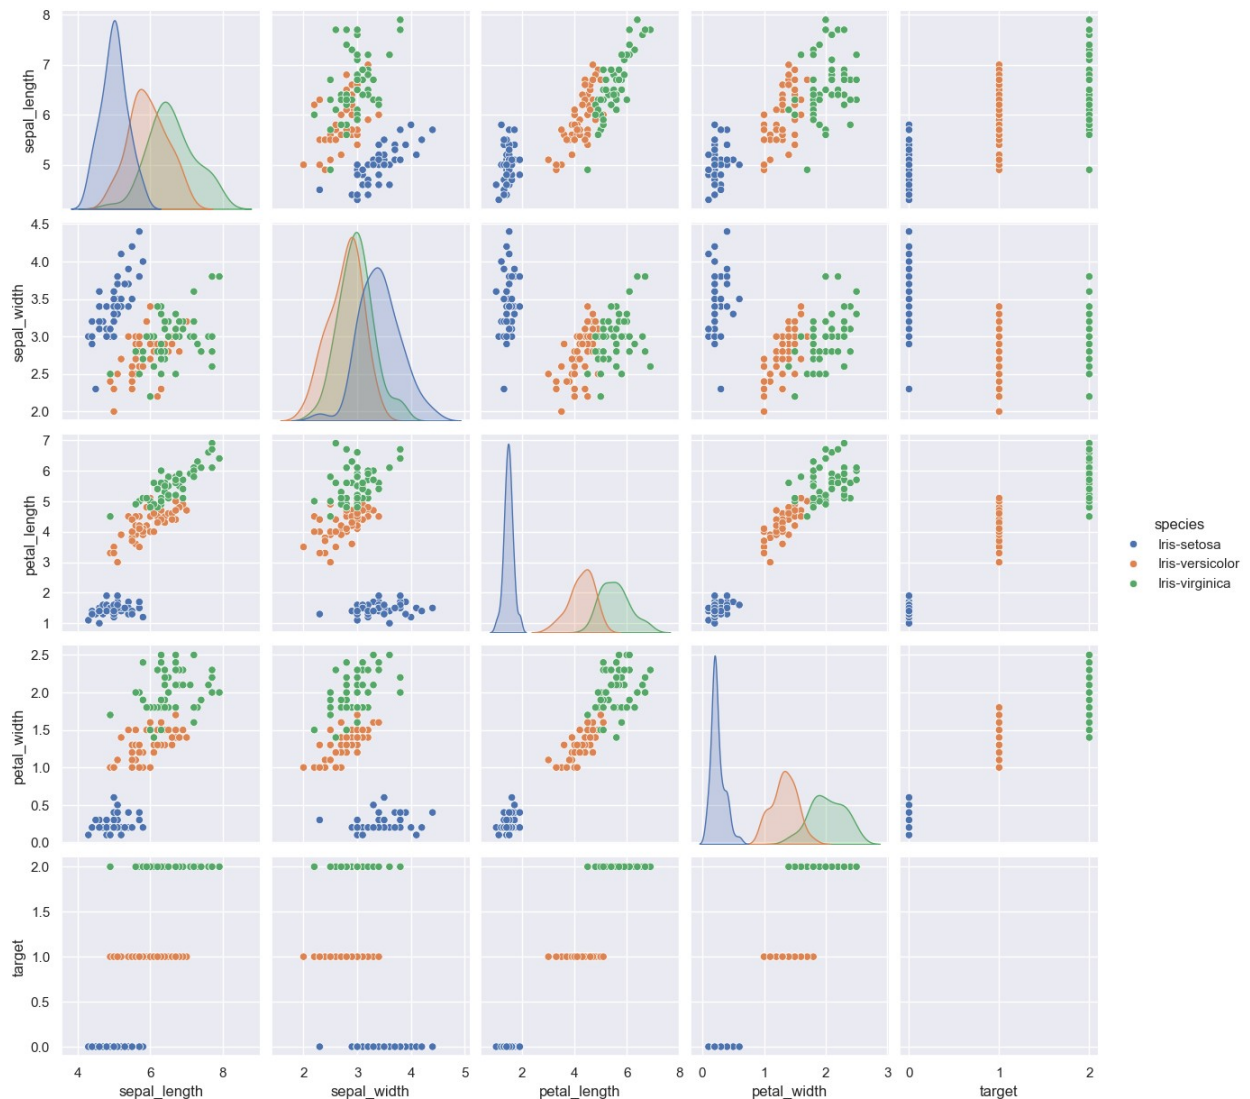 8
7
6
5
sepal_length
4.5
4.0
3.5
3.0
2.5
2.0
sepal_width
7
6
5
4
3
2
1
petal_length
2.5
2.0
1.5
1.0
0.5
0.0
petal_width
2.0
1.5
1.0
0.5
0.0
target
4 6 8
sepal_length
2 3 4 5
sepal_width
2 4 6 8
petal_length
0 1 2 3
petal_width
0 1 2
target
species
Iris-setosa
Iris-versicolor
Iris-virginica